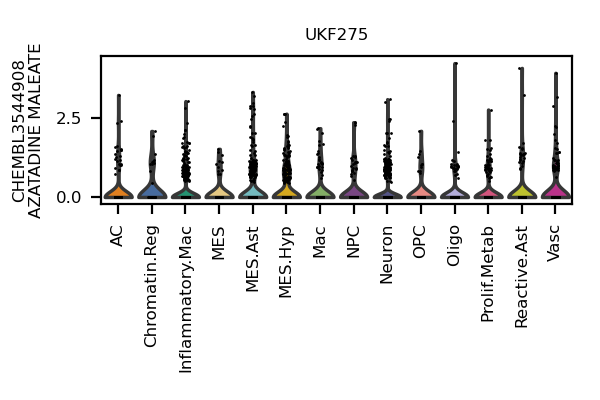 UKF275
CHEMBL3544908
AZATADINE MALEATE
2.5
0.0
AC
Chromatin.Reg
Inflammatory.Mac
MES
MES.Ast
MES.Hyp
Mac
NPC
Neuron
OPC
Oligo
Prolif.Metab
Reactive.Ast
Vasc